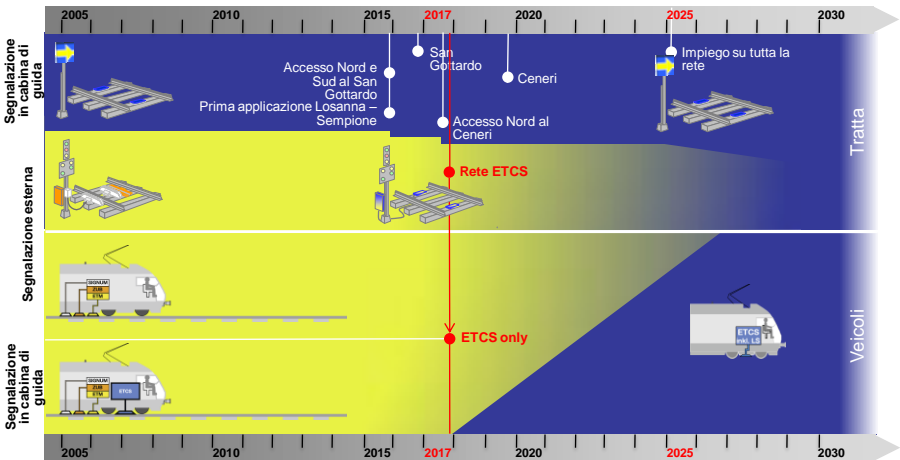 2005
2010
2015
2017
2020
2025
2030
Segnalazione
in cabina di
guida
Accesso Nord e
Sud al San
Gottardo
Prima applicazione Losanna –
Sempione
San
Gottardo
Ceneri
Accesso Nord al
Ceneri
Impiego su tutta la
rete
Tratta
Segnalazione esterna
Rete ETCS
SIGNUM
ZUB
ETM
ETCS only
ETCS
inkl. LS
Veicoli
Segnalazione
in cabina di
guida
SIGNUM
ZUB
ETM
ETCS
2005
2010
2015
2017
2020
2025
2030